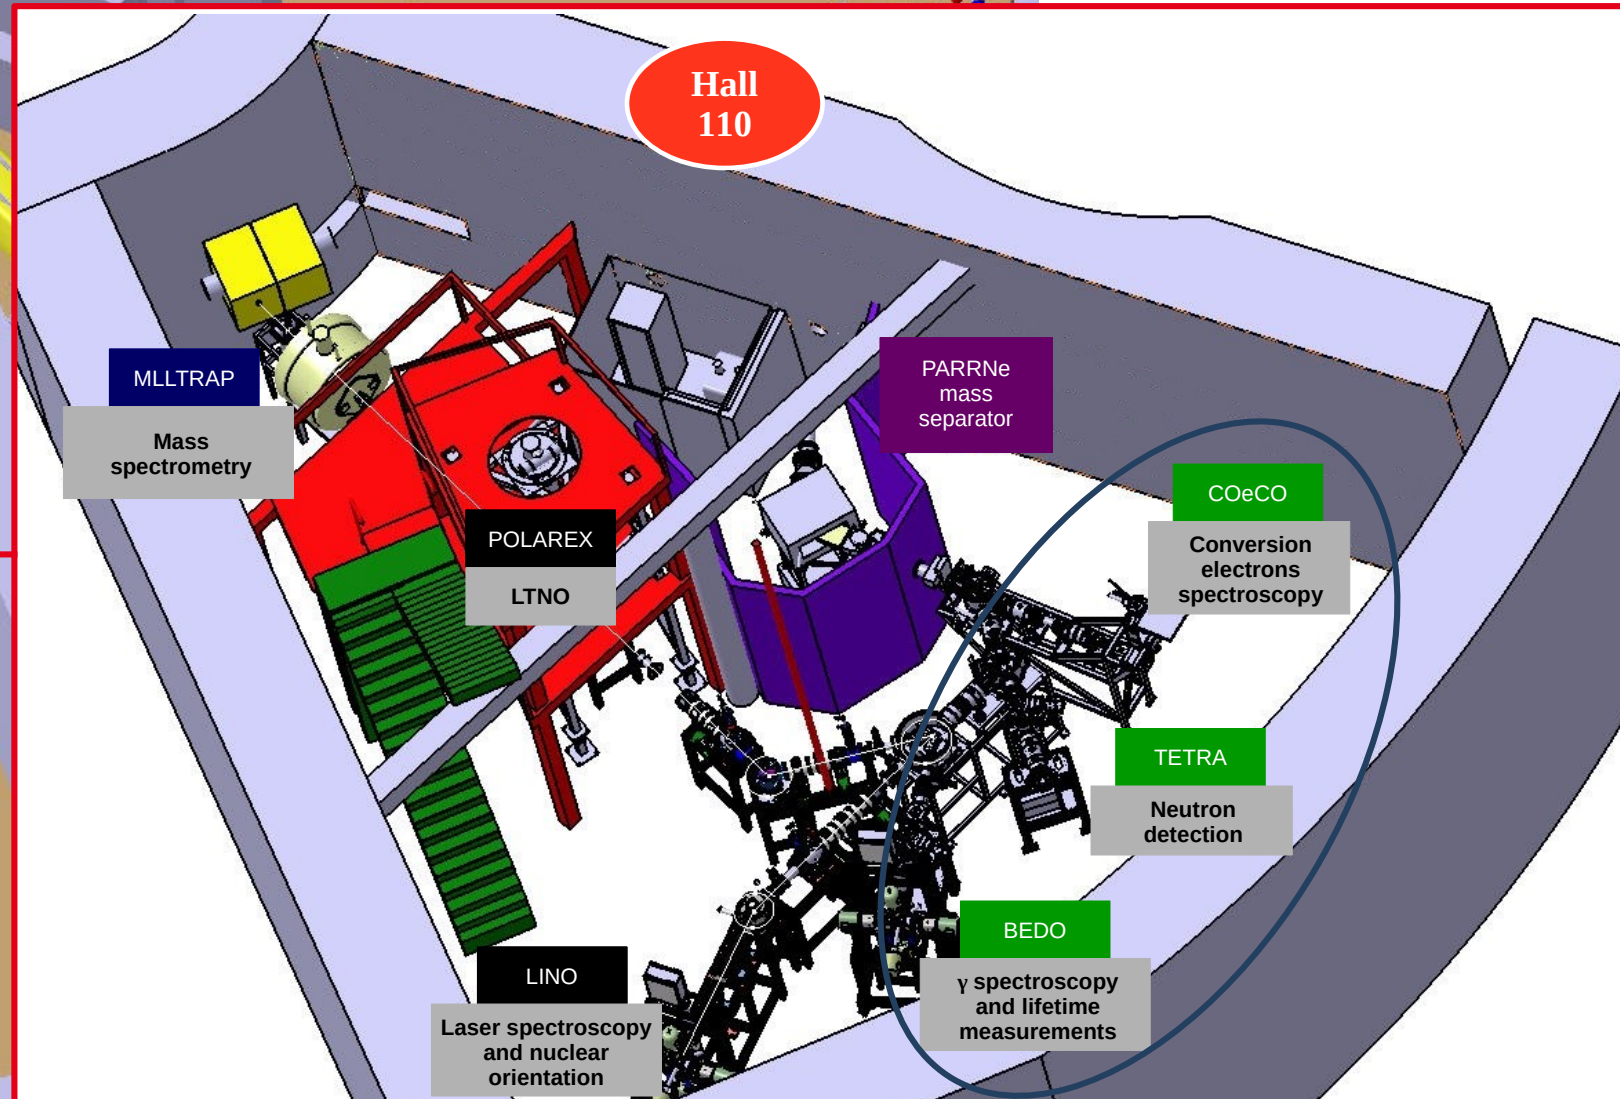 Hall
110
MLLTRAP
Mass
spectrometry
PARRNe
mass
separator
COeCO
Conversion
electrons
spectroscopy
POLAREX
LTNO
TETRA
Neutron
detection
BEDO
γ spectroscopy
and lifetime
measurements
LINO
Laser spectroscopy
and nuclear
orientation